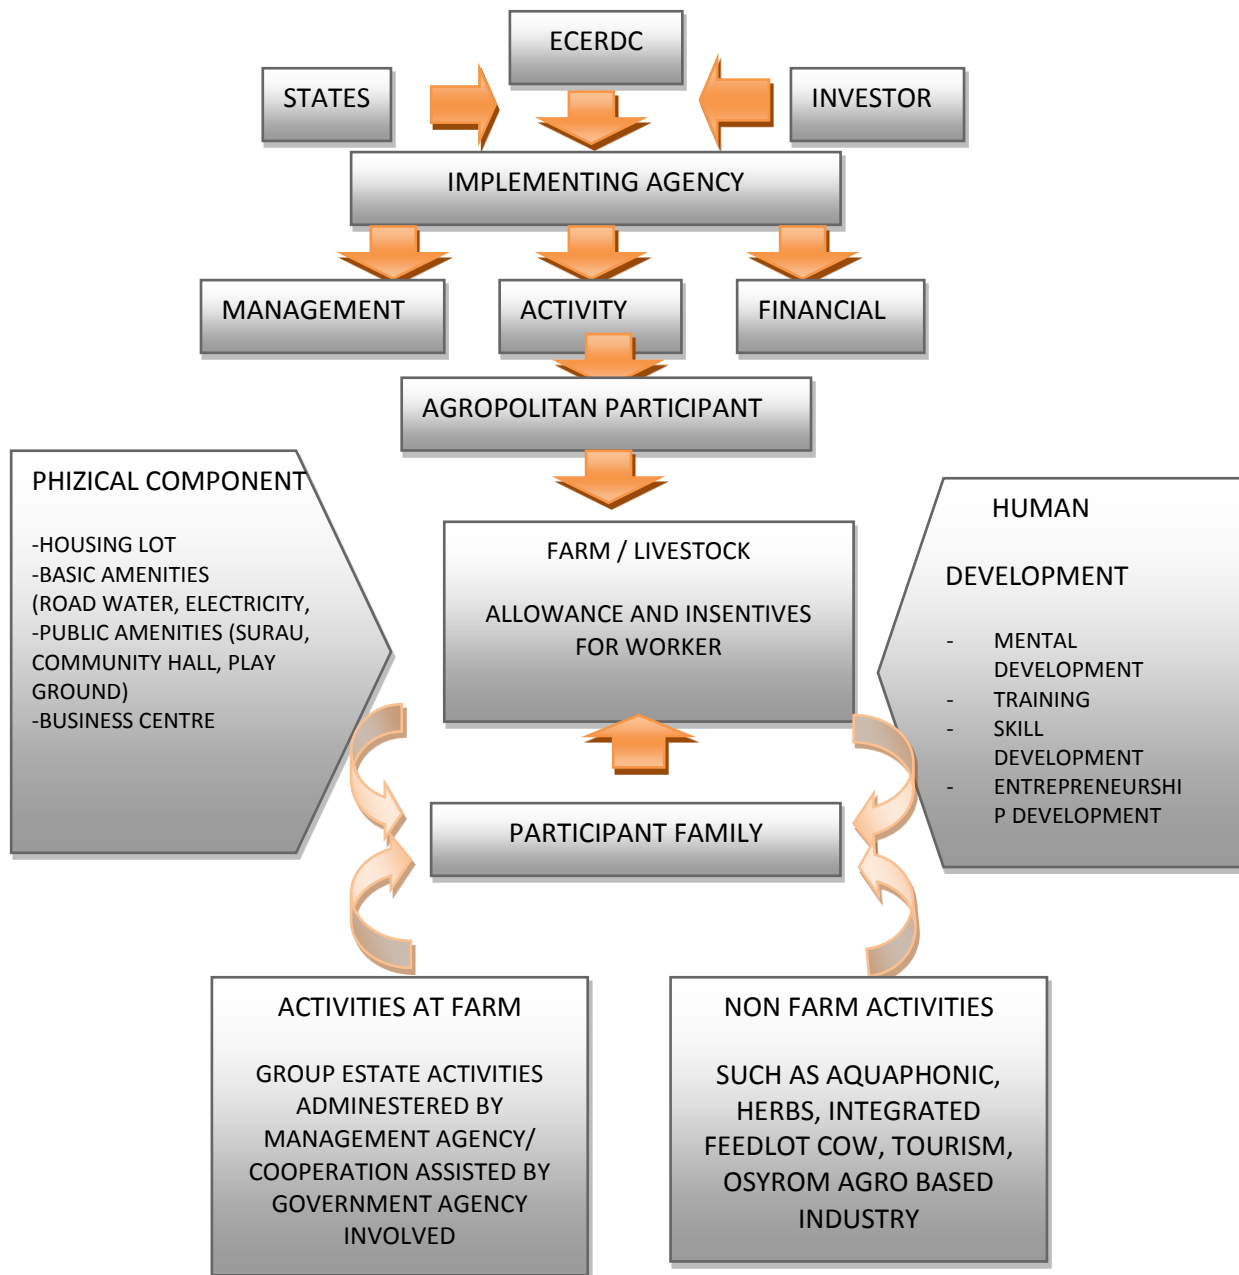 ECERDC
STATES
INVESTOR
IMPLEMENTING AGENCY
MANAGEMENT
ACTIVITY
FINANCIAL
AGROPOLITAN PARTICIPANT
PHIZICAL COMPONENT
-HOUSING LOT
-BASIC AMENITIES
(ROAD WATER, ELECTRICITY,
-PUBLIC AMENITIES (SURAU,
COMMUNITY HALL, PLAY
GROUND)
-BUSINESS CENTRE
FARM / LIVESTOCK
ALLOWANCE AND INSENTIVES
FOR WORKER
HUMAN
DEVELOPMENT
- MENTAL
DEVELOPMENT
- TRAINING
- SKILL
DEVELOPMENT
- ENTREPRENEURSHI
P DEVELOPMENT
PARTICIPANT FAMILY
ACTIVITIES AT FARM
GROUP ESTATE ACTIVITIES
ADMINESTERED BY
MANAGEMENT AGENCY/
COOPERATION ASSISTED BY
GOVERNMENT AGENCY
INVOLVED
NON FARM ACTIVITIES
SUCH AS AQUAPHONIC,
HERBS, INTEGRATED
FEEDLOT COW, TOURISM,
OSYROM AGRO BASED
INDUSTRY